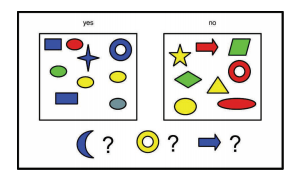 yes no
? ? ?